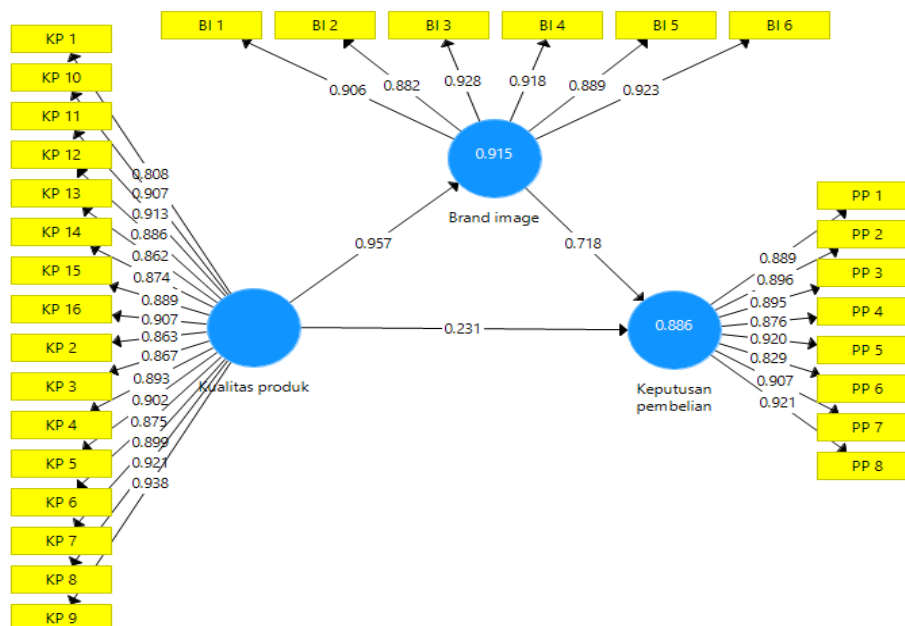 BI 1
BI 2
BI 3
BI 4
BI 5
BI 6
0.906
0.882
0.928
0.918
0.889
0.923
0.915
Brand image
KP 1
KP 10
KP 11
KP 12
KP 13
KP 14
KP 15
KP 16
KP 2
KP 3
KP 4
KP 5
KP 6
KP 7
KP 8
KP 9
0.808
0.907
0.913
0.886
0.862
0.874
0.889
0.907
0.863
0.867
0.893
0.902
0.875
0.899
0.921
0.938
Kualitas produk
0.957
0.718
0.231
0.886
Keputusan
pembelian
0.889
0.896
0.895
0.876
0.920
0.829
0.907
0.921
PP 1
PP 2
PP 3
PP 4
PP 5
PP 6
PP 7
PP 8